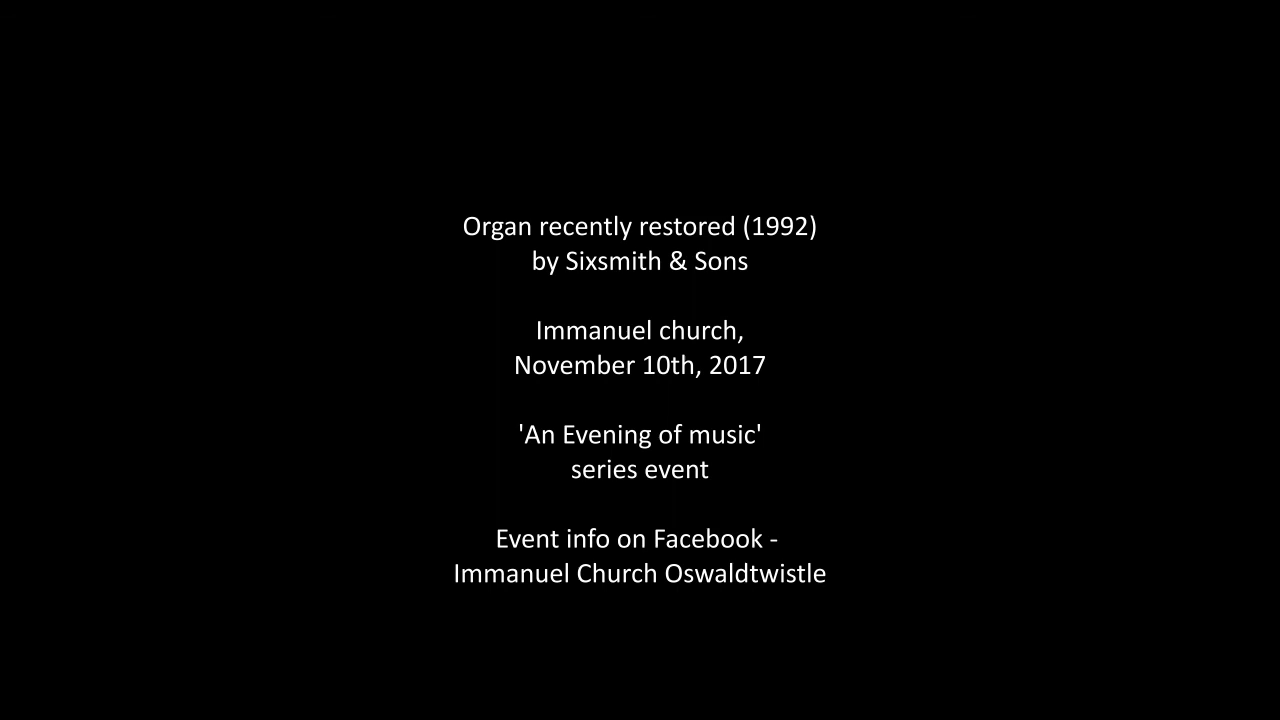 Organ recently restored (1992)
by Sixsmith & Sons
Immanuel church,
November 10th, 2017
'An Evening of music'
series event
Event info on Facebook -
Immanuel Church Oswaldtwistle